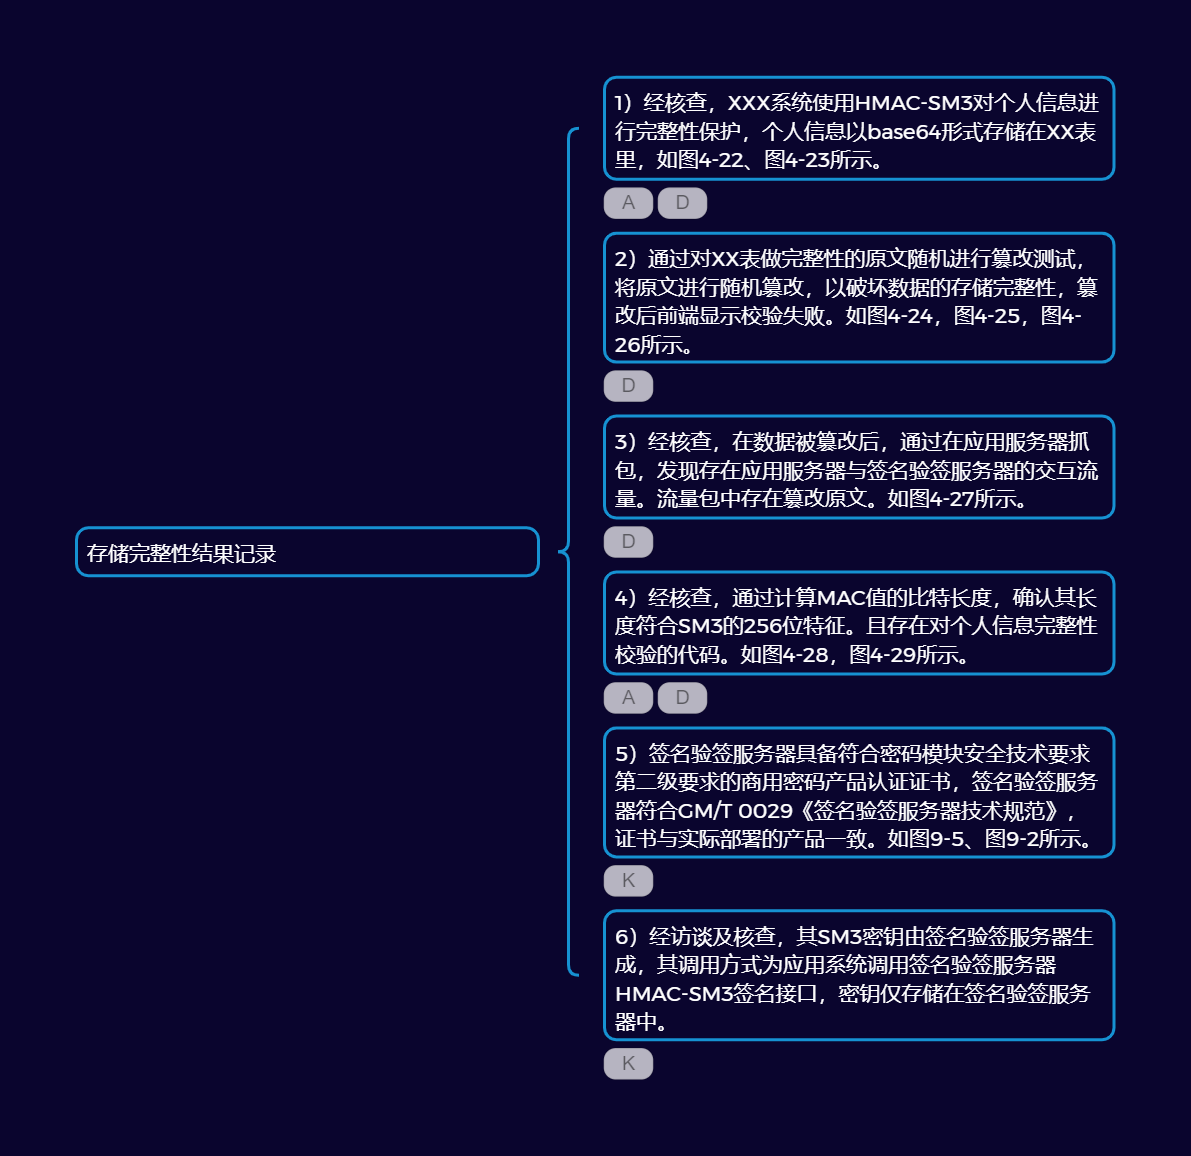 1）经核查，XXX系统使用HMAC-SM3对个人信息进
行完整性保护，个人信息以base64形式存储在XX表
里，如图4-22、图4-23所示。
A D
2）通过对XX表做完整性的原文随机进行篡改测试，
将原文进行随机篡改，以破坏数据的存储完整性，篡
改后前端显示校验失败。如图4-24，图4-25，图4-
26所示。
D
3）经核查，在数据被篡改后，通过在应用服务器抓
包，发现存在应用服务器与签名验签服务器的交互流
量。流量包中存在篡改原文。如图4-27所示。
D
存储完整性结果记录
4）经核查，通过计算MAC值的比特长度，确认其长
度符合SM3的256位特征。且存在对个人信息完整性
校验的代码。如图4-28，图4-29所示。
A D
5）签名验签服务器具备符合密码模块安全技术要求
第二级要求的商用密码产品认证证书，签名验签服务
器符合GM/T 0029《签名验签服务器技术规范》，
证书与实际部署的产品一致。如图9-5、图9-2所示。
K
6）经访谈及核查，其SM3密钥由签名验签服务器生
成，其调用方式为应用系统调用签名验签服务器
HMAC-SM3签名接口，密钥仅存储在签名验签服务
器中。
K